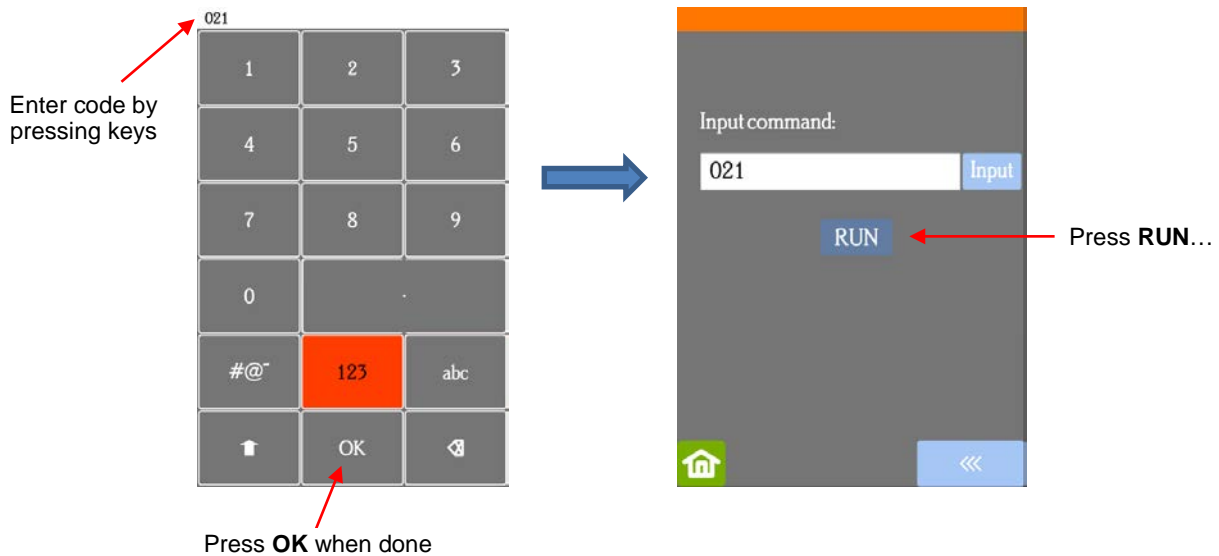 021
1 2 3
Enter code by
pressing keys
4 5 6
7 8 9
0 .
#@~ 123 abc
OK
Press OK when done
Input command:
021 Input
RUN
Press RUN…
<<<